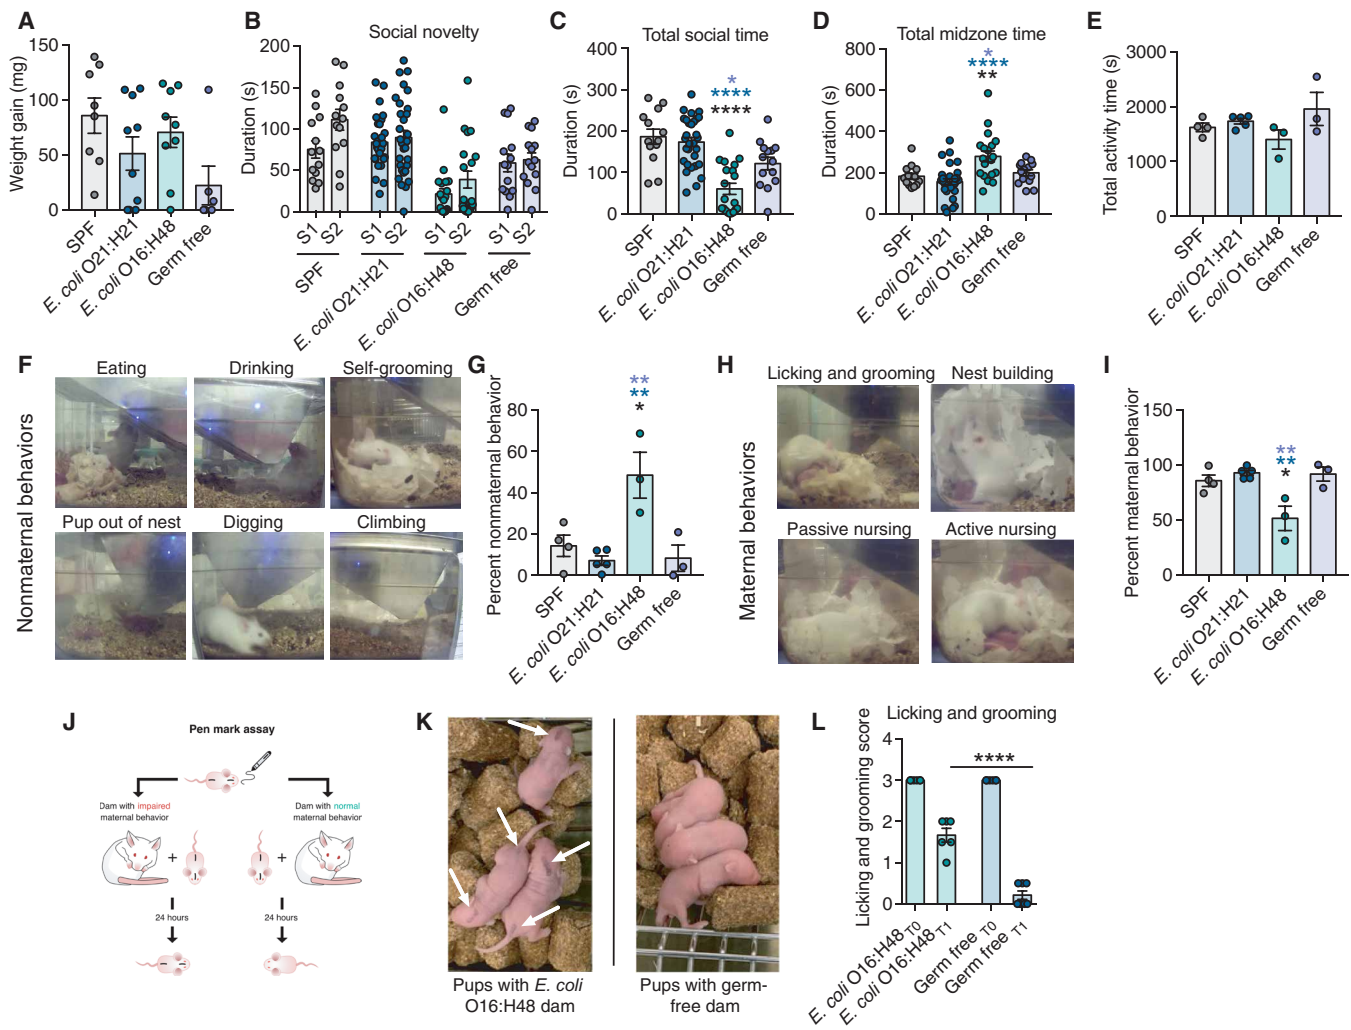 A
Weight gain (mg)
150
100
50
0
SPF
E. coli O21:H21
E. coli O16:H48
Germ free
B
Social novelty
Duration (s)
200
150
100
50
0
S1
S2
S1
S2
S1
S2
S1
S2
SPF
E. coli O21:H21
E. coli O16:H48
Germ free
C
Total social time
Duration (s)
400
300
200
100
0
*
****
****
SPF
E. coli O21:H21
E. coli O16:H48
Germ free
D
Total midzone time
Duration (s)
800
600
400
200
0
*
****
**
SPF
E. coli O21:H21
E. coli O16:H48
Germ free
E
Total activity time (s)
3000
2000
1000
0
SPF
E. coli O21:H21
E. coli O16:H48
Germ free
F
Nonmaternal behaviors
Eating
Drinking
Self-grooming
Pup out of nest
Digging
Climbing
G
Percent nonmaternal behavior
80
60
40
20
0
**
**
*
SPF
E. coli O21:H21
E. coli O16:H48
Germ free
H
Maternal behaviors
Licking and grooming
Nest building
Passive nursing
Active nursing
I
Percent maternal behavior
150
100
50
0
**
**
*
SPF
E. coli O21:H21
E. coli O16:H48
Germ free
J
Pen mark assay
Dam with impaired
maternal behavior
Dam with normal
maternal behavior
+
+
24 hours
24 hours
K
Pups with E. coli
O16:H48 dam
Pups with germ-
free dam
L
Licking and grooming
Licking and grooming score
4
3
2
1
0
****
E. coli O16:H48 T0
E. coli O16:H48 T1
Germ free T0
Germ free T1